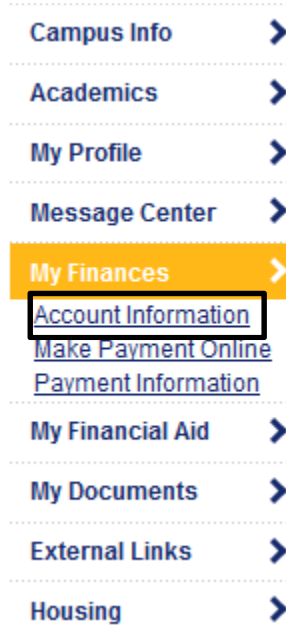 Campus Info
Academics
My Profile
Message Center
My Finances
Account Information
Make Payment Online
Payment Information
My Financial Aid
My Documents
External Links
Housing